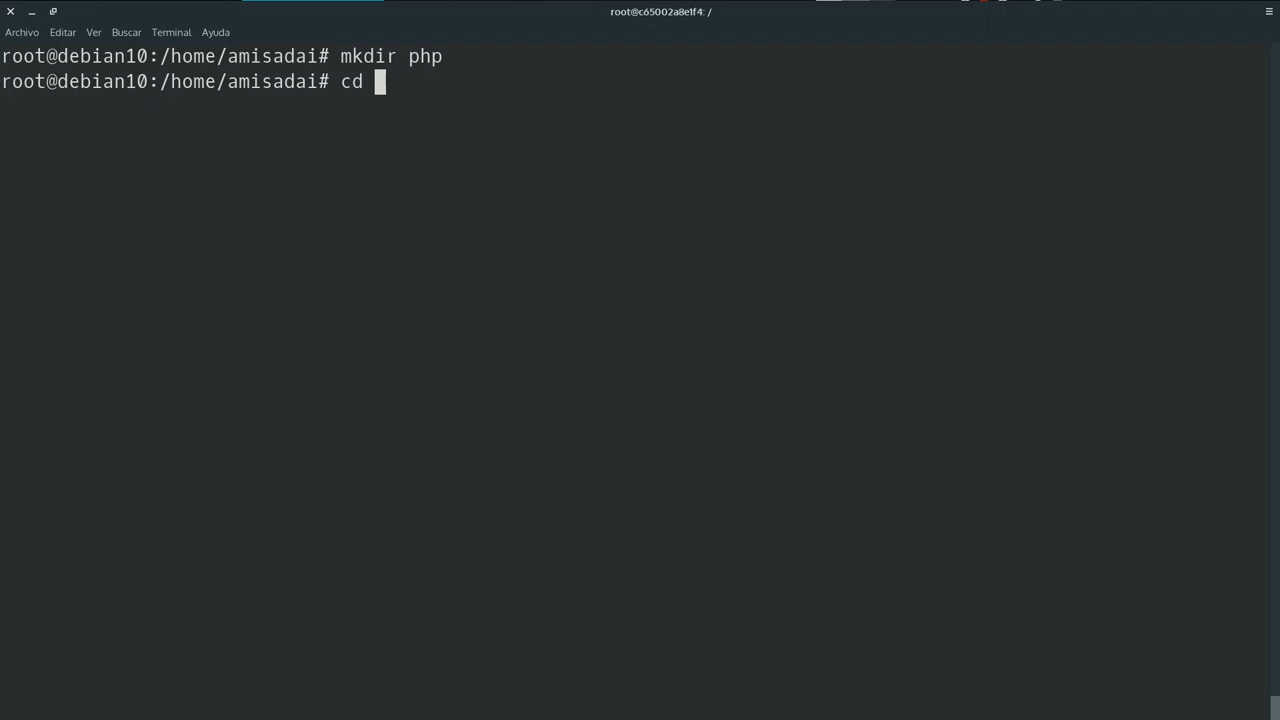 root@c65002a8e1f4: /
Archivo Editar Ver Buscar Terminal Ayuda
root@debian10:/home/amisadai# mkdir php
root@debian10:/home/amisadai# cd